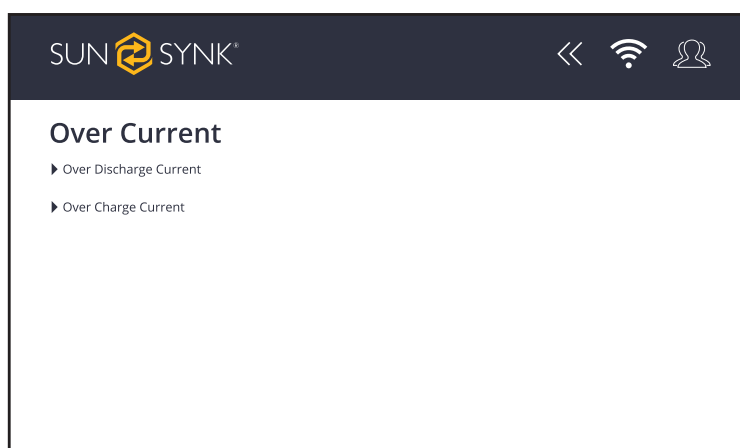 SUN SYNK®
Over Current
Over Discharge Current
Over Charge Current